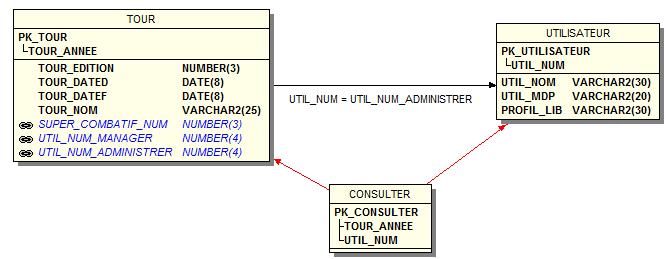 TOUR
PK_TOUR
TOUR_ANNEE
TOUR_EDITION NUMBER(3)
TOUR_DATED DATE(8)
TOUR_DATEF DATE(8)
TOUR_NOM VARCHAR2(25)
SUPER_COMBATIF_NUM NUMBER(3)
UTIL_NUM_MANAGER NUMBER(4)
UTIL_NUM_ADMINISTRER NUMBER(4)
UTIL_NUM = UTIL_NUM_ADMINISTRER
UTILISATEUR
PK_UTILISATEUR
UTIL_NUM
UTIL_NOM VARCHAR2(30)
UTIL_MDP VARCHAR2(20)
PROFIL_LIB VARCHAR2(30)
CONSULTER
PK_CONSULTER
TOUR_ANNEE
UTIL_NUM